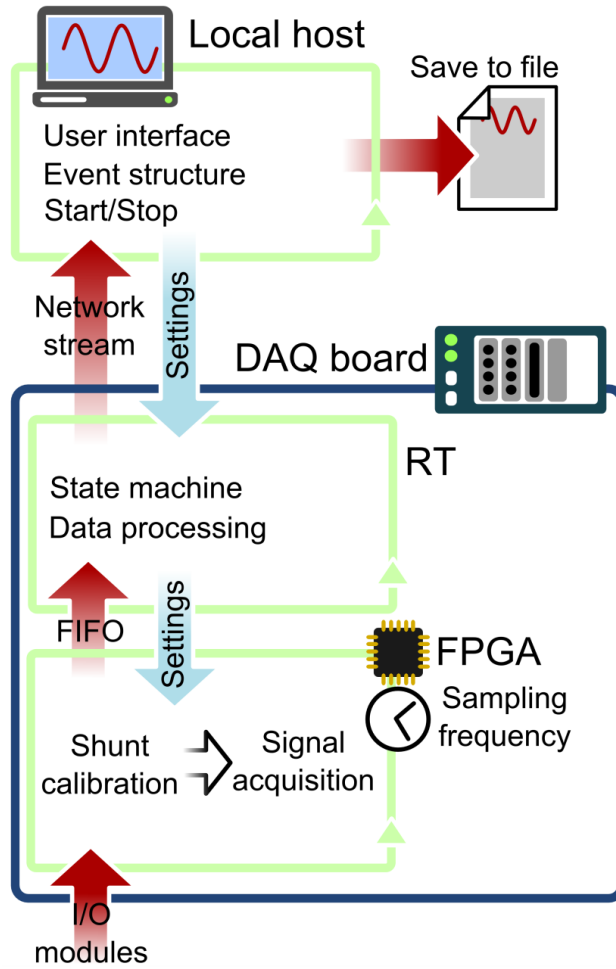 Local host
Save to file
User interface
Event structure
Start/Stop
Network
stream
Settings
DAQ board
RT
State machine
Data processing
FIFO
Settings
FPGA
Sampling
frequency
Shunt
calibration
Signal
acquisition
I/O
modules